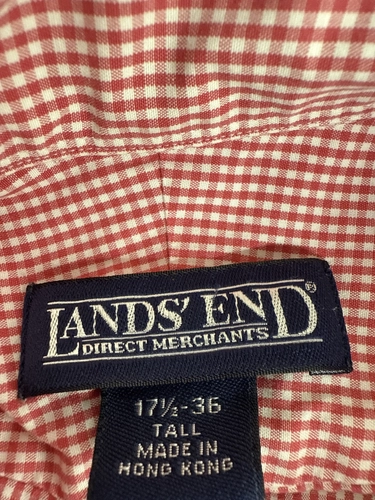 LANDS' END®
DIRECT MERCHANTS
17½-36
TALL
MADE IN
HONG KONG